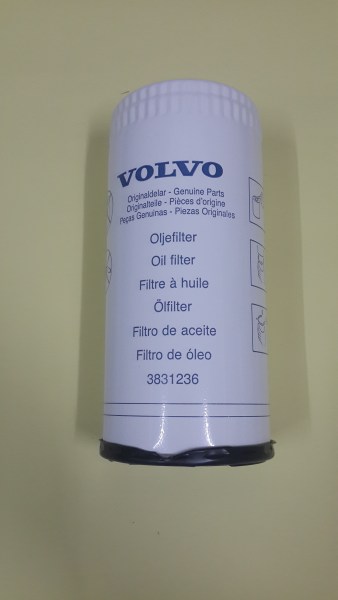 VOLVO
Originaldelar - Genuine Parts
Originalteile - Pièces d'origine
Peças Genuinas - Piezas Originales
Oljefilter
Oil filter
Filtre à huile
Ölfilter
Filtro de aceite
Filtro de óleo
3831236